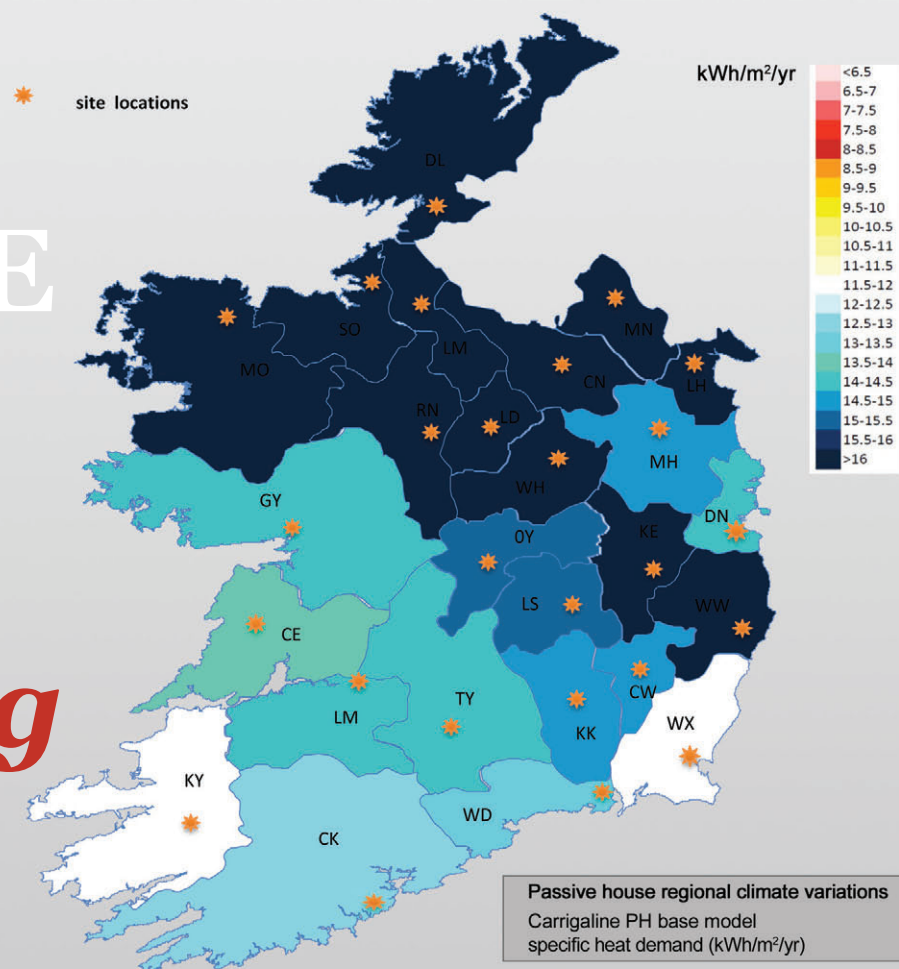 kWh/m²/yr
site locations
<6.5
6.5-7
7-7.5
7.5-8
8-8.5
8.5-9
9-9.5
9.5-10
10-10.5
10.5-11
11-11.5
11.5-12
12-12.5
12.5-13
13-13.5
13.5-14
14-14.5
14.5-15
15-15.5
15.5-16
>16
DL
E
MN
SO
LM
MO
CN
LH
RN
LD
MH
WH
GY
DN
0Y
KE
LS
WW
CE
g
TY
CW
LM
KK
WX
KY
WD
CK
Passive house regional climate variations
Carrigaline PH base model
specific heat demand (kWh/m²/yr)